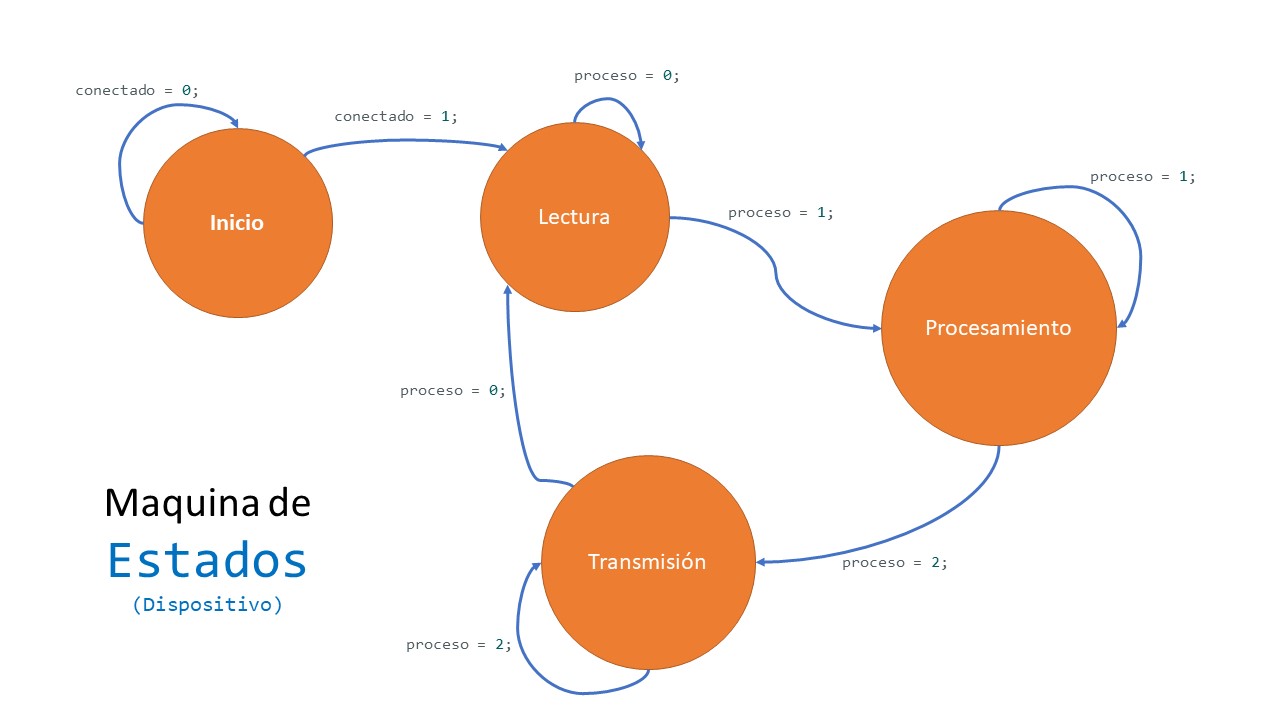 conectado = 0;
Inicio
conectado = 1;
proceso = 0;
Lectura
proceso = 1;
proceso = 1;
Procesamiento
proceso = 2;
Transmisión
proceso = 2;
proceso = 0;
Maquina de
Estados
(Dispositivo)